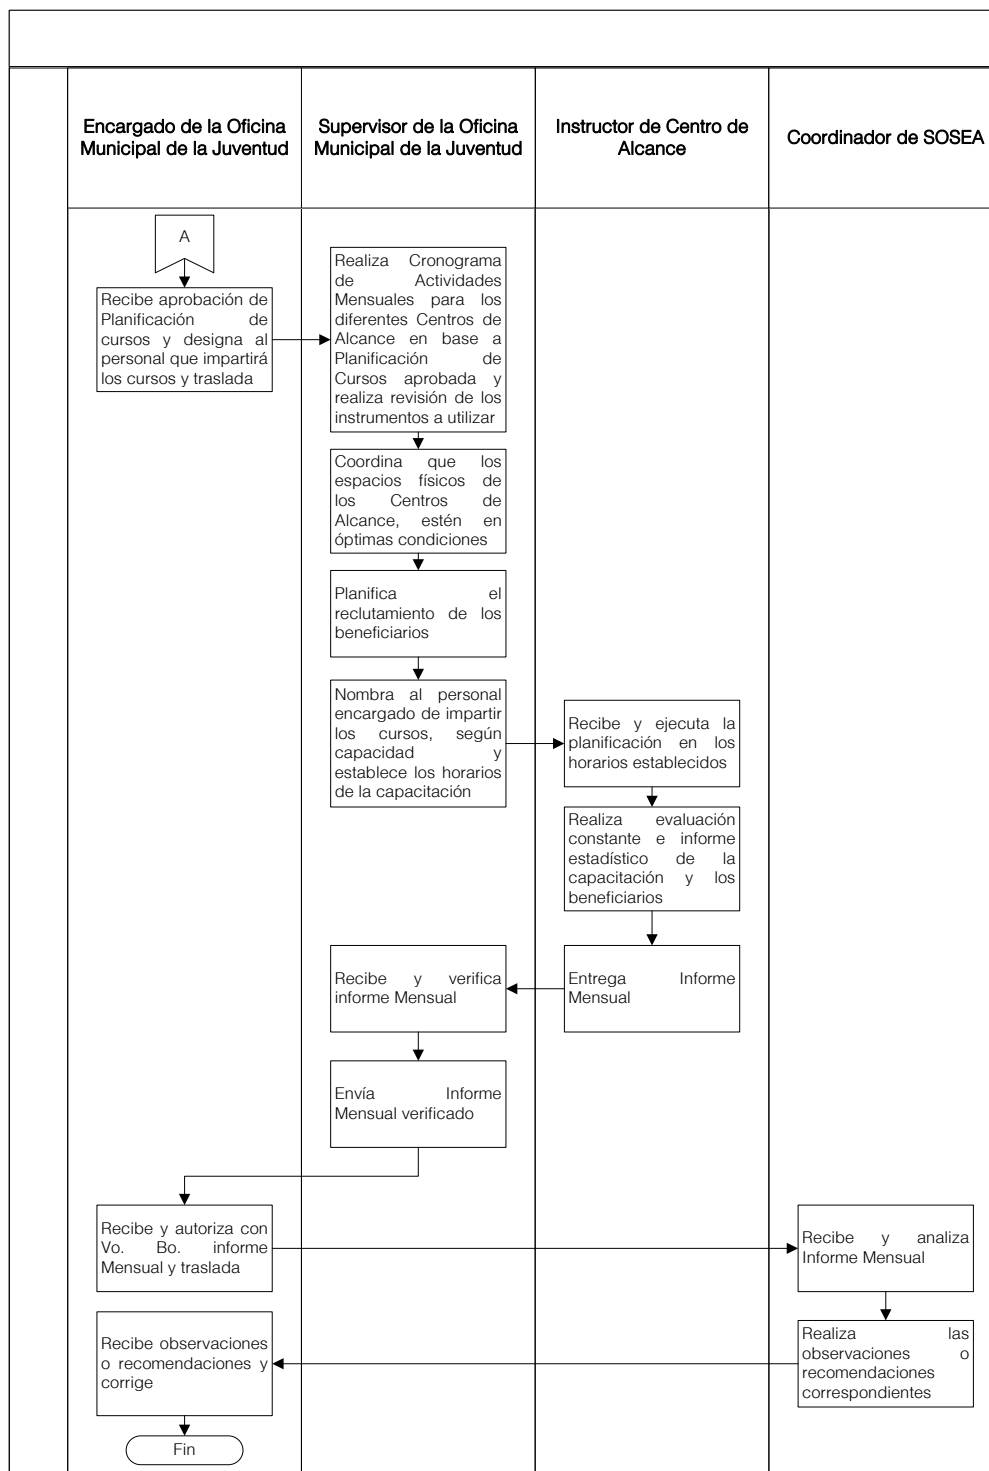 Encargado de la Oficina
Municipal de la Juventud
Supervisor de la Oficina
Municipal de la Juventud
Instructor de Centro de
Alcance
Coordinador de SOSEA
A
Recibe aprobación de
Planificación de
cursos y designa al
personal que impartirá
los cursos y traslada
Realiza Cronograma
de Actividades
Mensuales para los
diferentes Centros de
Alcance en base a
Planificación de
Cursos aprobada y
realiza revisión de los
instrumentos a utilizar
Coordina que los
espacios físicos de
los Centros de
Alcance, estén en
óptimas condiciones
Planifica el
reclutamiento de los
beneficiarios
Nombra al personal
encargado de impartir
los cursos, según
capacidad y
establece los horarios
de la capacitación
Recibe y ejecuta la
planificación en los
horarios establecidos
Realiza evaluación
constante e informe
estadístico de la
capacitación y los
beneficiarios
Entrega Informe
Mensual
Recibe y verifica
informe Mensual
Envía Informe
Mensual verificado
Recibe y autoriza con
Vo. Bo. informe
Mensual y traslada
Recibe y analiza
Informe Mensual
Realiza las
observaciones o
recomendaciones
correspondientes
Recibe observaciones
o recomendaciones y
corrige
Fin